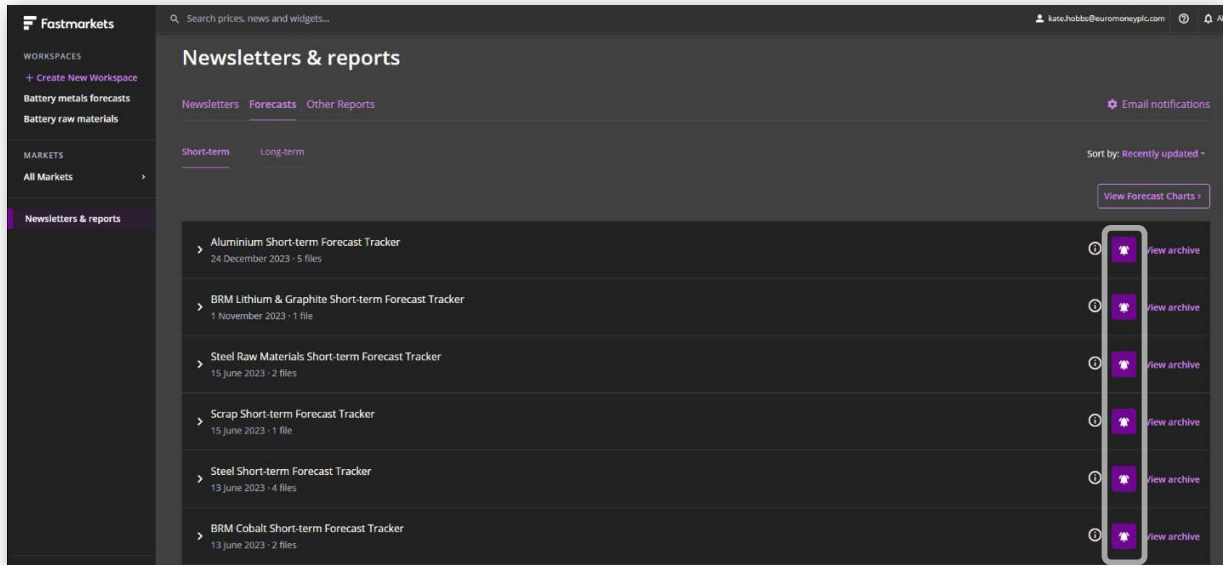 Fastmarkets
Search prices, news and widgets...
kate.hobbs@euromoneyplc.com
WORKSPACES
+ Create New Workspace
Battery metals forecasts
Battery raw materials
MARKETS
All Markets
Newsletters & reports
Newsletters & reports
Newsletters Forecasts Other Reports
Email notifications
Short-term Long-term
Sort by: Recently updated
View Forecast Charts
Aluminium Short-term Forecast Tracker
24 December 2023 · 5 files
View archive
BRM Lithium & Graphite Short-term Forecast Tracker
1 November 2023 · 1 file
View archive
Steel Raw Materials Short-term Forecast Tracker
15 June 2023 · 2 files
View archive
Scrap Short-term Forecast Tracker
15 June 2023 · 1 file
View archive
Steel Short-term Forecast Tracker
13 June 2023 · 4 files
View archive
BRM Cobalt Short-term Forecast Tracker
13 June 2023 · 2 files
View archive